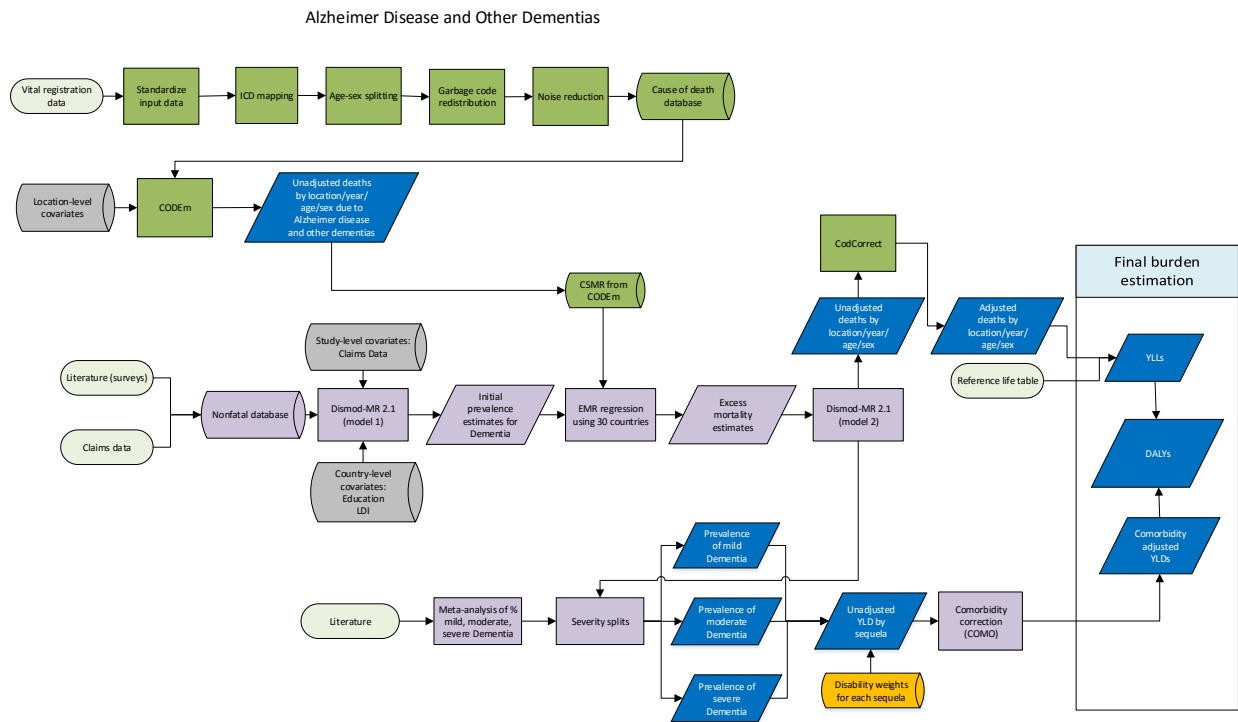 Alzheimer Disease and Other Dementias
Vital registration
data
Standardize
input data
ICD mapping
Age-sex splitting
Garbage code
redistribution
Noise reduction
Cause of death
database
Location-level
covariates
CODEm
Unadjusted deaths
by location/year/
age/sex due to
Alzheimer disease
and other dementias
CodCorrect
Final burden
estimation
CSMR from
CODEm
Unadjusted
deaths by
location/year/
age/sex
Adjusted
deaths by
location/year/
age/sex
YLLs
Study-level covariates:
Claims Data
Reference life table
Literature (surveys)
Claims data
Nonfatal database
Dismod-MR 2.1
(model 1)
Initial
prevalence
estimates for
Dementia
EMR regression
using 30 countries
Excess
mortality
estimates
Dismod-MR 2.1
(model 2)
DALYs
Country-level
covariates:
Education
LDI
Comorbidity
adjusted
YLDs
Prevalence
of mild
Dementia
Literature
Meta-analysis of %
mild, moderate,
severe Dementia
Severity splits
Prevalence of
moderate
Dementia
Unadjusted
YLD by
sequela
Comorbidity
correction
(COMO)
Prevalence of
severe
Dementia
Disability weights
for each sequela